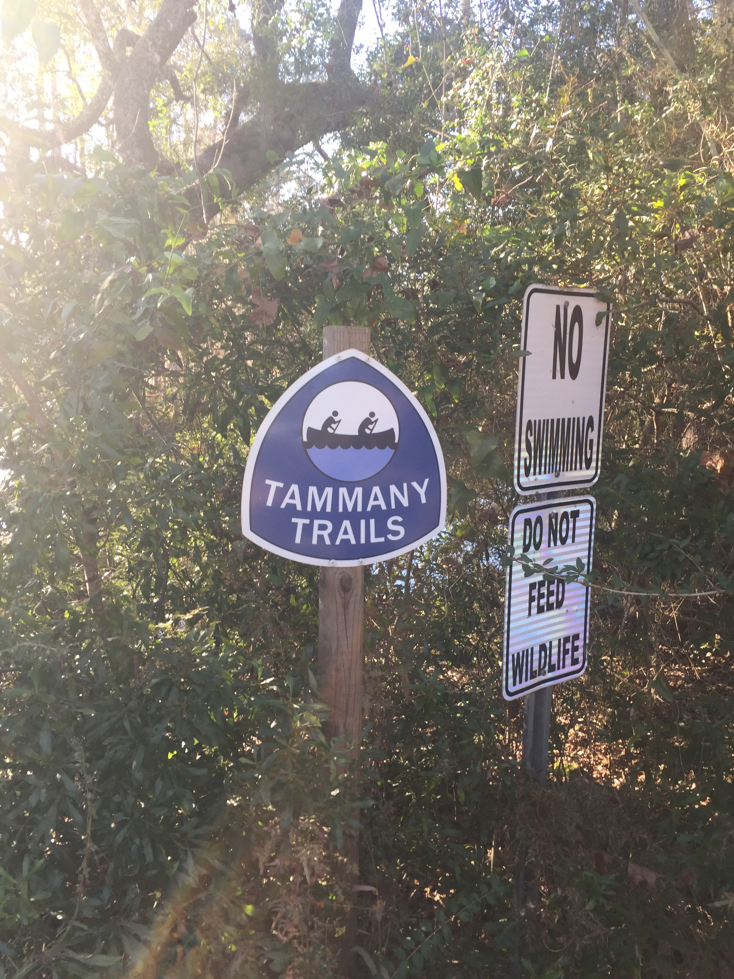 TAMMANY
TRAILS
NO
SWIMMING
DO NOT
FEED
WILDLIFE